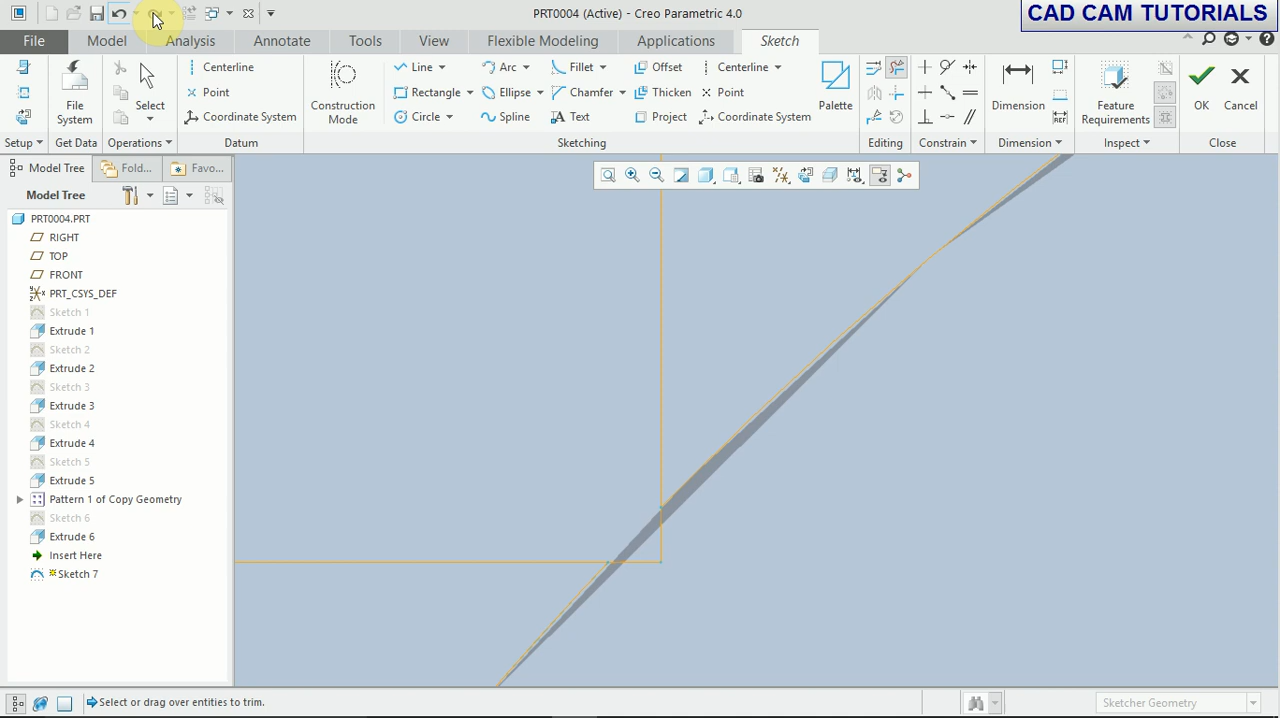 PRT0004 (Active) - Creo Parametric 4.0
CAD CAM TUTORIALS
File Model Analysis Annotate Tools View Flexible Modeling Applications Sketch
File System
Select
Centerline
Point
Coordinate System
Construction Mode
Line Arc Fillet Offset Centerline
Rectangle Ellipse Chamfer Thicken Point
Circle Spline Text Project Coordinate System
Palette
Dimension
REF
Feature Requirements
OK Cancel
Setup Get Data Operations Datum Sketching Editing Constrain Dimension Inspect Close
Model Tree Fold... Favo...
Model Tree
PRT0004.PRT
RIGHT
TOP
FRONT
PRT_CSYS_DEF
Sketch 1
Extrude 1
Sketch 2
Extrude 2
Sketch 3
Extrude 3
Sketch 4
Extrude 4
Sketch 5
Extrude 5
Pattern 1 of Copy Geometry
Sketch 6
Extrude 6
Insert Here
Sketch 7
Select or drag over entities to trim.
Sketcher Geometry